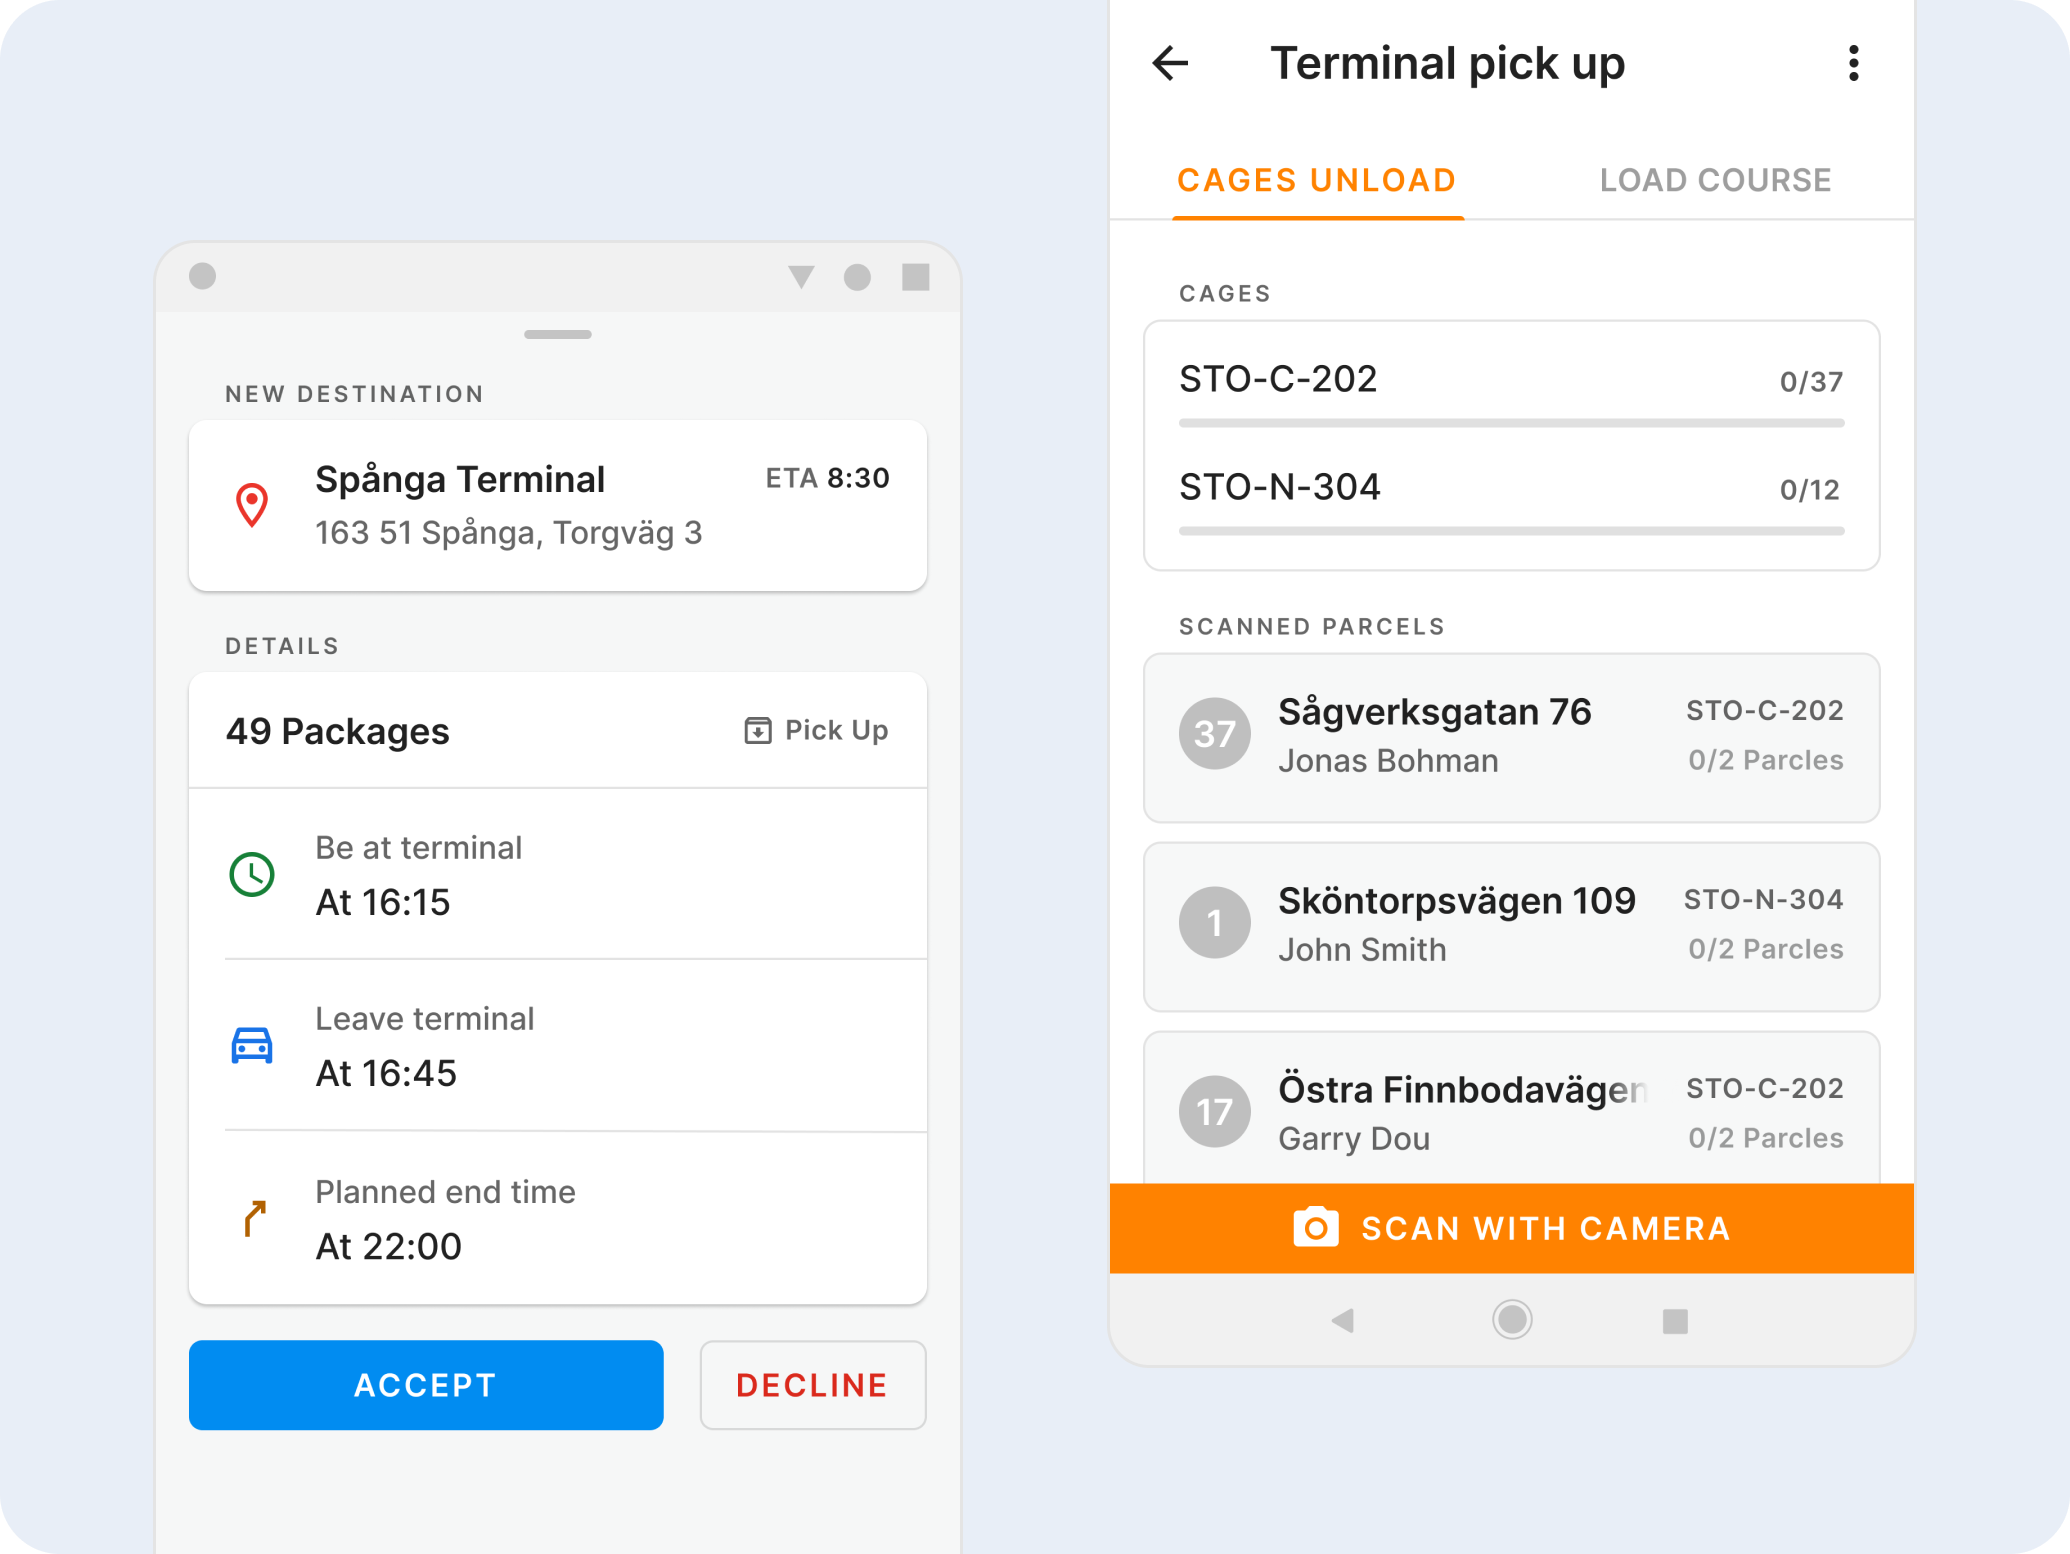 NEW DESTINATION
Spånga Terminal ETA 8:30
163 51 Spånga, Torgväg 3
DETAILS
49 Packages Pick Up
Be at terminal
At 16:15
Leave terminal
At 16:45
Planned end time
At 22:00
ACCEPT DECLINE
Terminal pick up
CAGES UNLOAD LOAD COURSE
CAGES
STO-C-202 0/37
STO-N-304 0/12
SCANNED PARCELS
37 Sågverksgatan 76 STO-C-202
Jonas Bohman 0/2 Parcles
1 Sköntorpsvägen 109 STO-N-304
John Smith 0/2 Parcles
17 Östra Finnbodavägen STO-C-202
Garry Dou 0/2 Parcles
SCAN WITH CAMERA